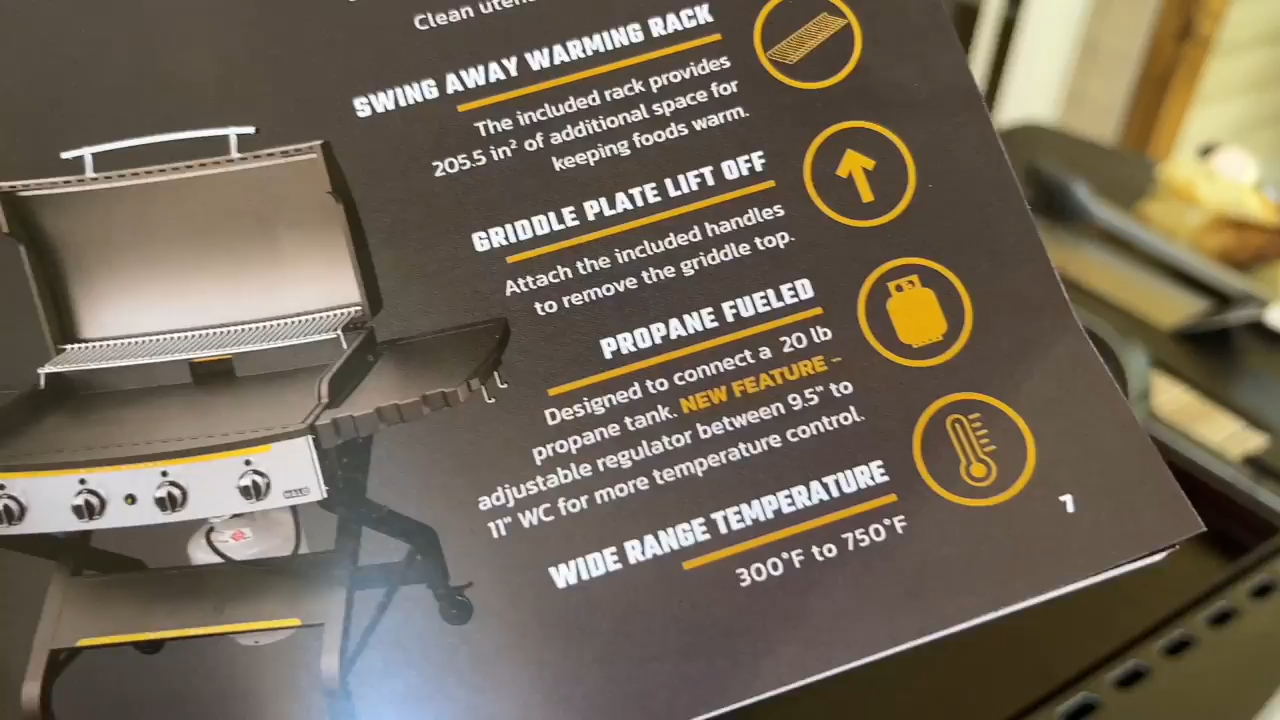 Clean
SWING AWAY WARMING RACK
The included rack provides
205.5 in² of additional space for
keeping foods warm.
GRIDDLE PLATE LIFT OFF
Attach the included handles
to remove the griddle top.
PROPANE FUELED
Designed to connect a 20 lb
propane tank. NEW FEATURE -
adjustable regulator between 9.5" to
11" WC for more temperature control.
WIDE RANGE TEMPERATURE
300°F to 750°F
7
HALO